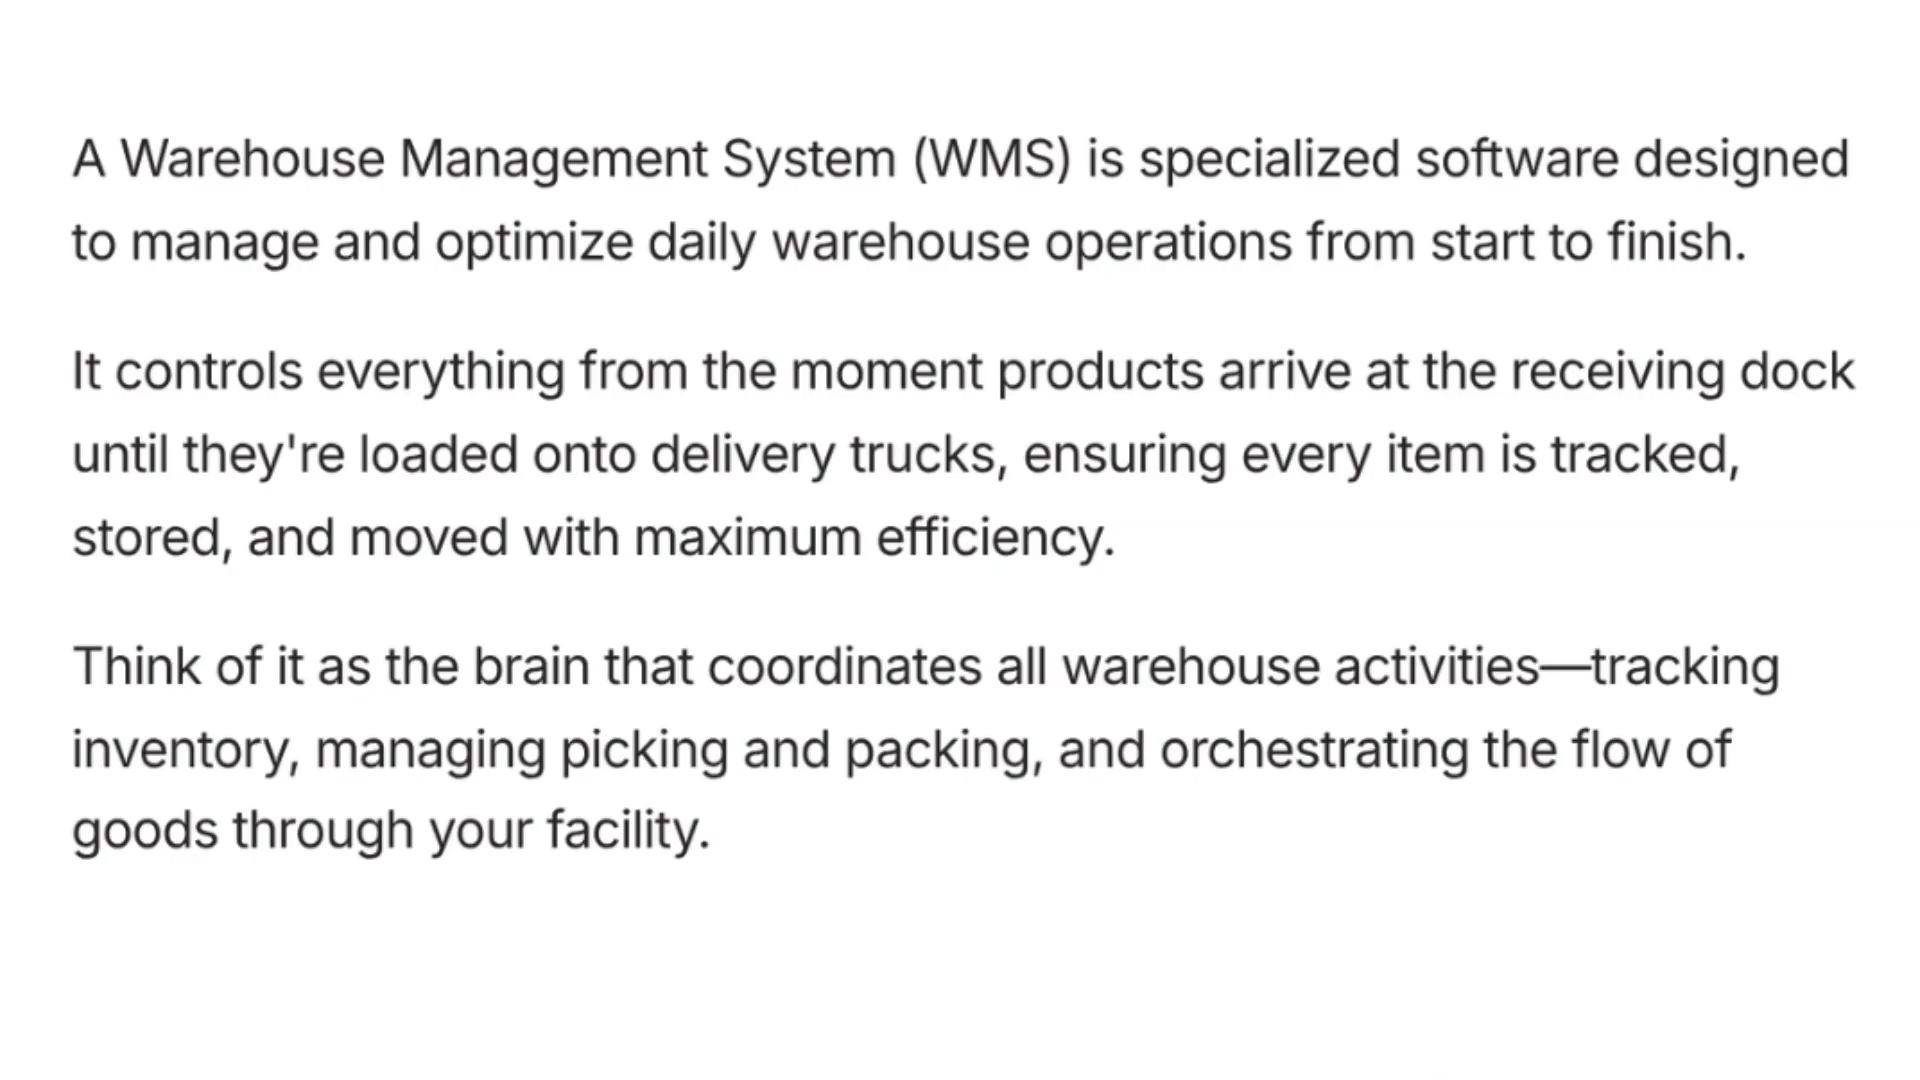 A Warehouse Management System (WMS) is specialized software designed
to manage and optimize daily warehouse operations from start to finish.
It controls everything from the moment products arrive at the receiving dock
until they're loaded onto delivery trucks, ensuring every item is tracked,
stored, and moved with maximum efficiency.
Think of it as the brain that coordinates all warehouse activities—tracking
inventory, managing picking and packing, and orchestrating the flow of
goods through your facility.